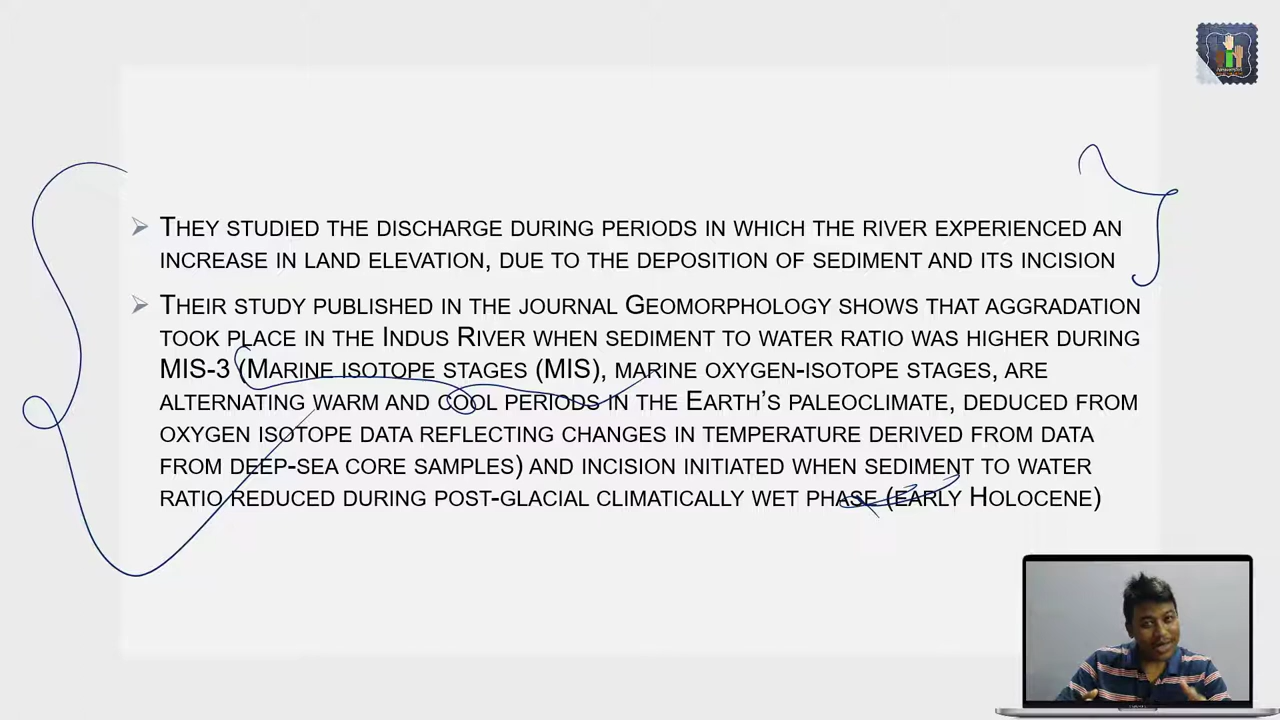 They studied the discharge during periods in which the river experienced an
increase in land elevation, due to the deposition of sediment and its incision
Their study published in the journal Geomorphology shows that aggradation
took place in the Indus River when sediment to water ratio was higher during
MIS-3 (Marine isotope stages (MIS), marine oxygen-isotope stages, are
alternating warm and cool periods in the Earth’s paleoclimate, deduced from
oxygen isotope data reflecting changes in temperature derived from data
from deep-sea core samples) and incision initiated when sediment to water
ratio reduced during post-glacial climatically wet phase (early Holocene)